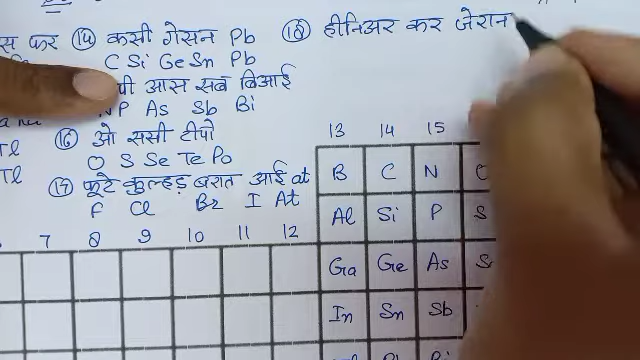 स फर (14) कसी गेसन Pb (18) हीनिअर कर जेरान
C Si Ge Sn Pb
पी आस सब बिआई
P As Sb Bi
Tl (16) ओ ससी टीपो
O S Se Te Po
Tl (17) फूटे कुल्हड़ बरात आई at
F Cl Br I At
13 14 15
B C N
Al Si P S
7 8 9 10 11 12
Ga Ge As S
In Sn Sb